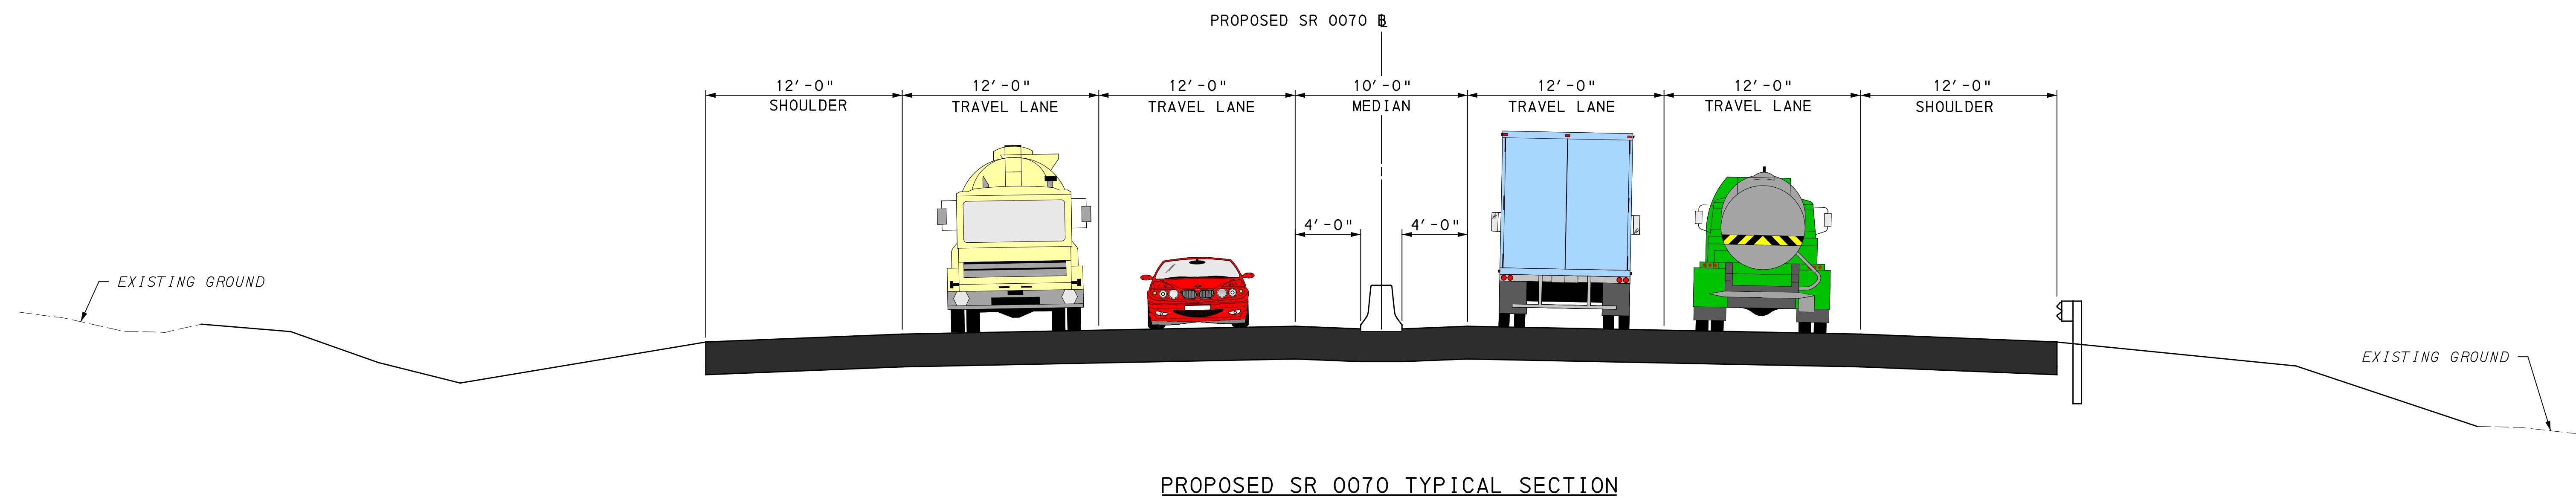 PROPOSED SR 0070 ℄
12'-0" 12'-0" 12'-0" 10'-0" 12'-0" 12'-0" 12'-0"
SHOULDER TRAVEL LANE TRAVEL LANE MEDIAN TRAVEL LANE TRAVEL LANE SHOULDER
4'-0" 4'-0"
EXISTING GROUND
EXISTING GROUND
PROPOSED SR 0070 TYPICAL SECTION